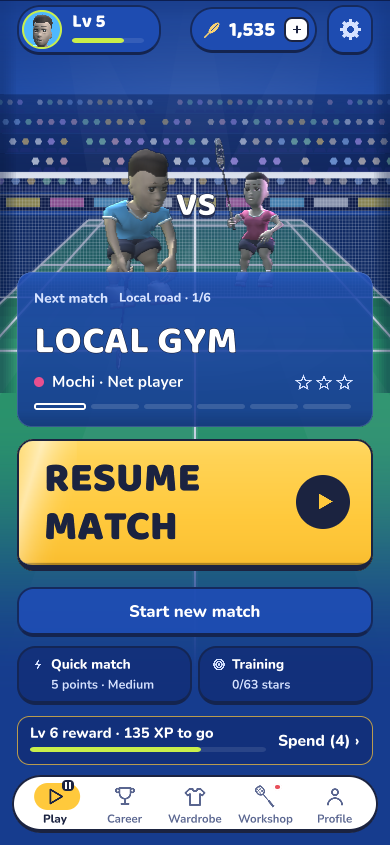 Lv 5
1,535
+
VS
Next match Local road · 1/6
LOCAL GYM
Mochi · Net player
RESUME
MATCH
Start new match
Quick match
5 points · Medium
Training
0/63 stars
Lv 6 reward · 135 XP to go
Spend (4) ›
Play
Career
Wardrobe
Workshop
Profile